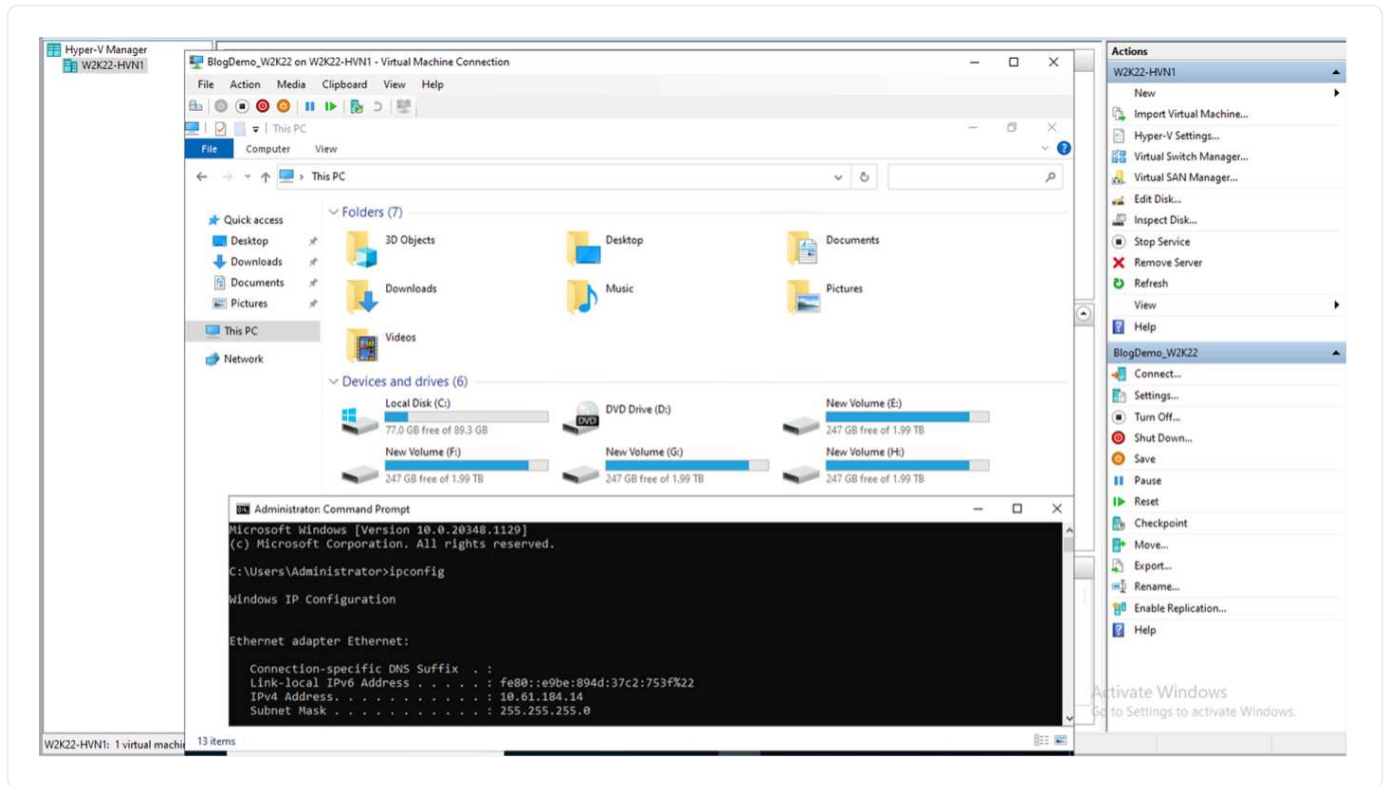 Hyper-V Manager
W2K22-HVN1
BlogDemo_W2K22 on W2K22-HVN1 - Virtual Machine Connection
File Action Media Clipboard View Help
This PC
File Computer View
This PC
Quick access
Desktop
Downloads
Documents
Pictures
This PC
Network
Folders (7)
3D Objects
Desktop
Documents
Downloads
Music
Pictures
Videos
Devices and drives (6)
Local Disk (C:)
77.0 GB free of 89.3 GB
DVD Drive (D:)
New Volume (E:)
247 GB free of 1.99 TB
New Volume (F:)
247 GB free of 1.99 TB
New Volume (G:)
247 GB free of 1.99 TB
New Volume (H:)
247 GB free of 1.99 TB
Administrator: Command Prompt
Microsoft Windows [Version 10.0.20348.1129]
(c) Microsoft Corporation. All rights reserved.
C:\Users\Administrator>ipconfig
Windows IP Configuration
Ethernet adapter Ethernet:
Connection-specific DNS Suffix . :
Link-local IPv6 Address . . . . . : fe80::e9be:894d:37c2:753f%22
IPv4 Address. . . . . . . . . . . : 10.61.184.14
Subnet Mask . . . . . . . . . . . : 255.255.255.0
13 items
W2K22-HVN1: 1 virtual machi
Actions
W2K22-HVN1
New
Import Virtual Machine...
Hyper-V Settings...
Virtual Switch Manager...
Virtual SAN Manager...
Edit Disk...
Inspect Disk...
Stop Service
Remove Server
Refresh
View
Help
BlogDemo_W2K22
Connect...
Settings...
Turn Off...
Shut Down...
Save
Pause
Reset
Checkpoint
Move...
Export...
Rename...
Enable Replication...
Help
Activate Windows
Go to Settings to activate Windows.